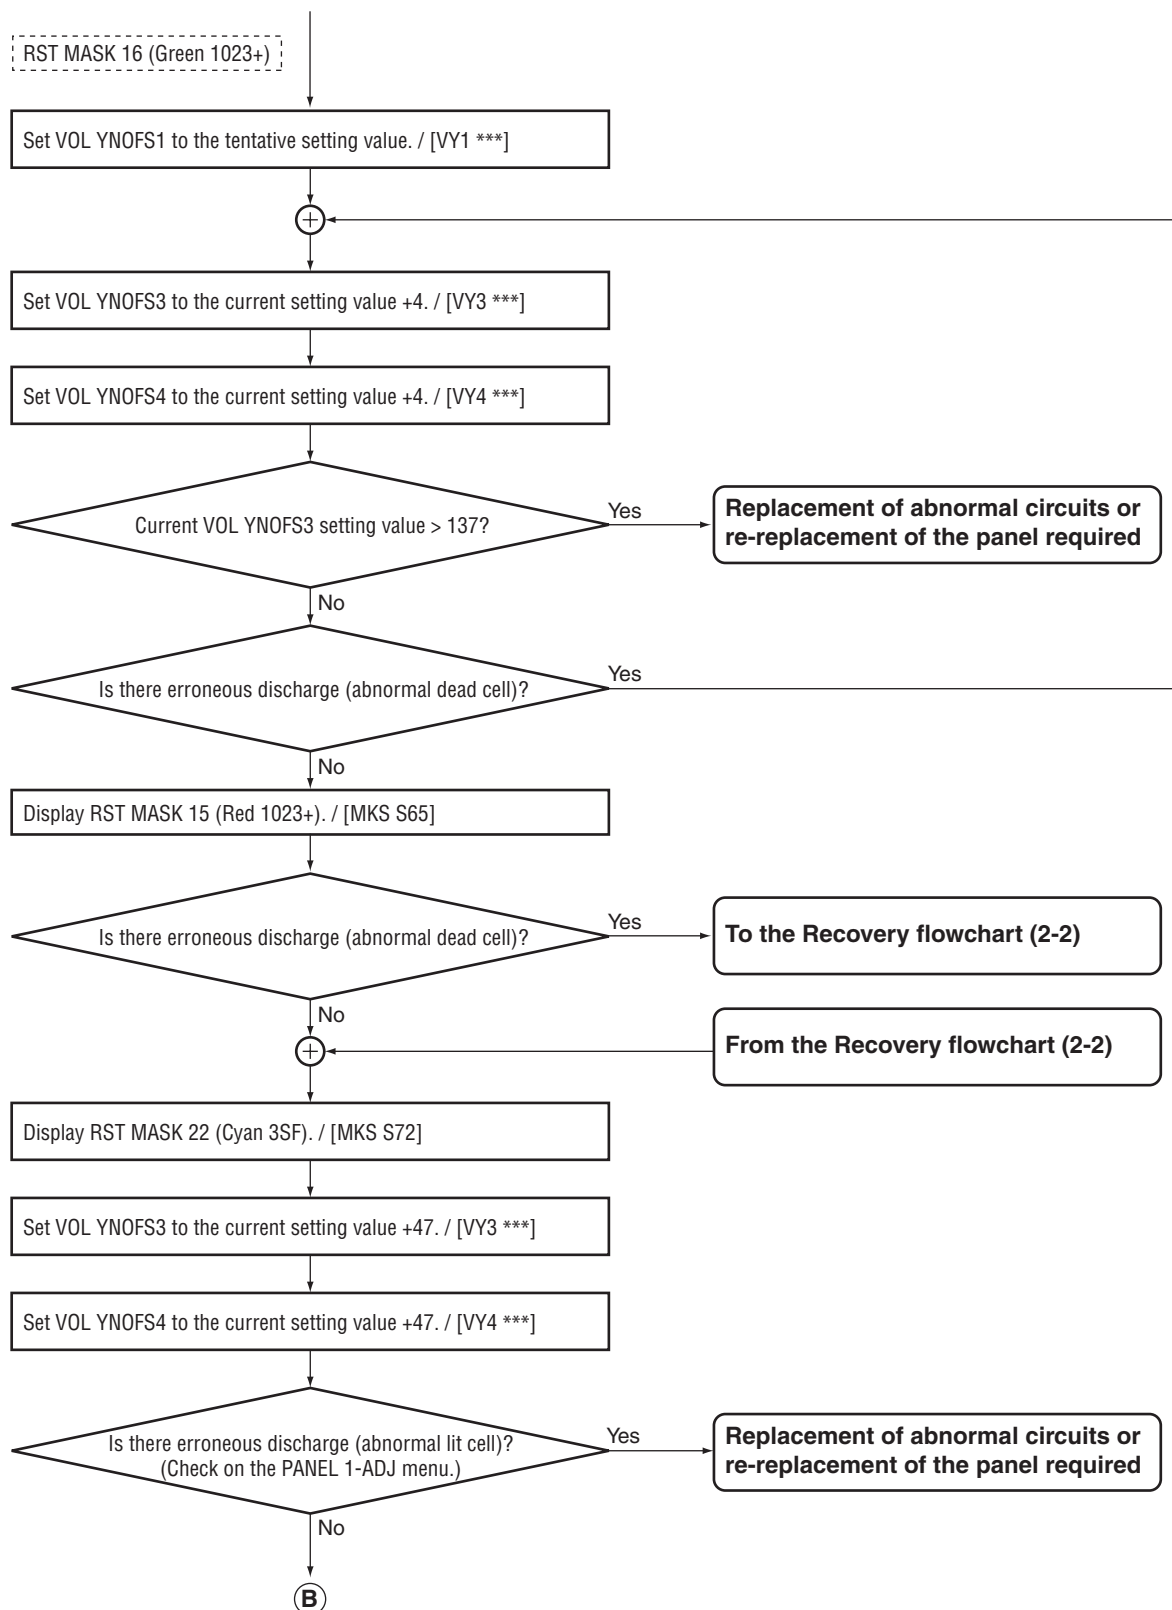 RST MASK 16 (Green 1023+)
Set VOL YNOFS1 to the tentative setting value. / [VY1 ***]
+
Set VOL YNOFS3 to the current setting value +4. / [VY3 ***]
Set VOL YNOFS4 to the current setting value +4. / [VY4 ***]
Current VOL YNOFS3 setting value > 137?
Yes
Replacement of abnormal circuits or
re-replacement of the panel required
No
Is there erroneous discharge (abnormal dead cell)?
Yes
No
Display RST MASK 15 (Red 1023+). / [MKS S65]
Is there erroneous discharge (abnormal dead cell)?
Yes
To the Recovery flowchart (2-2)
No
+
From the Recovery flowchart (2-2)
Display RST MASK 22 (Cyan 3SF). / [MKS S72]
Set VOL YNOFS3 to the current setting value +47. / [VY3 ***]
Set VOL YNOFS4 to the current setting value +47. / [VY4 ***]
Is there erroneous discharge (abnormal lit cell)?
(Check on the PANEL 1-ADJ menu.)
Yes
Replacement of abnormal circuits or
re-replacement of the panel required
No
B